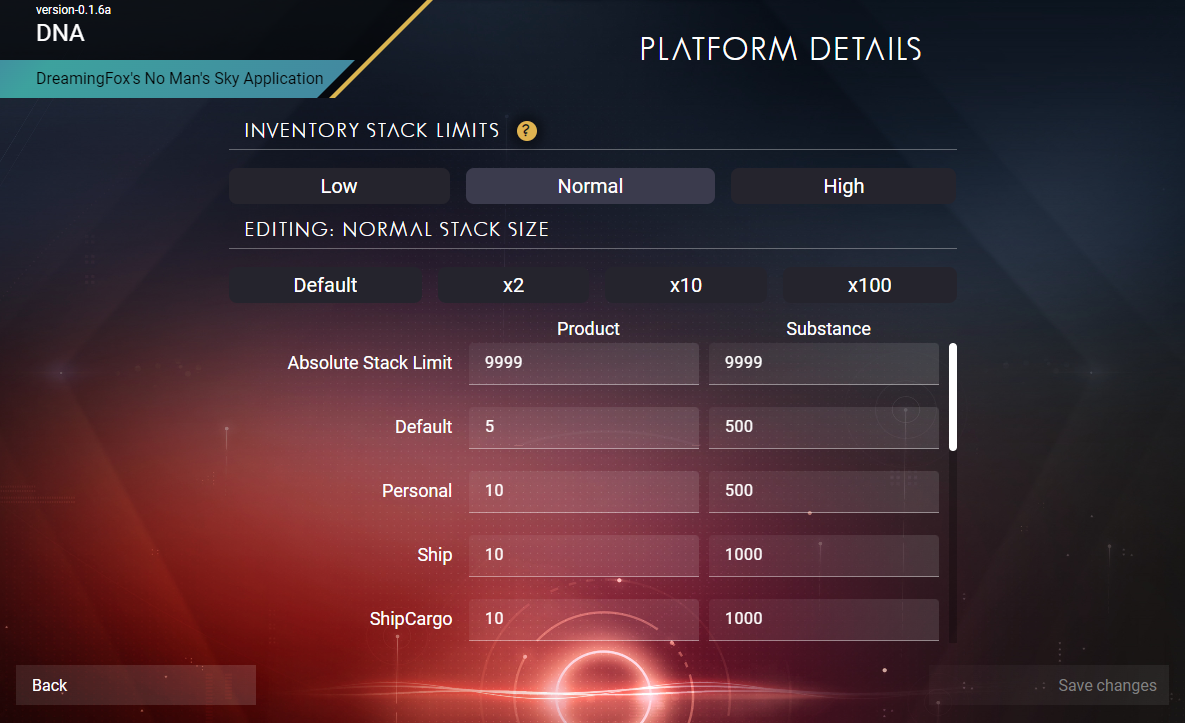 version-0.1.6a
DNA
DreamingFox's No Man's Sky Application
PLATFORM DETAILS
INVENTORY STACK LIMITS ?
Low Normal High
EDITING: NORMAL STACK SIZE
Default x2 x10 x100
Product Substance
Absolute Stack Limit 9999 9999
Default 5 500
Personal 10 500
Ship 10 1000
ShipCargo 10 1000
Back Save changes